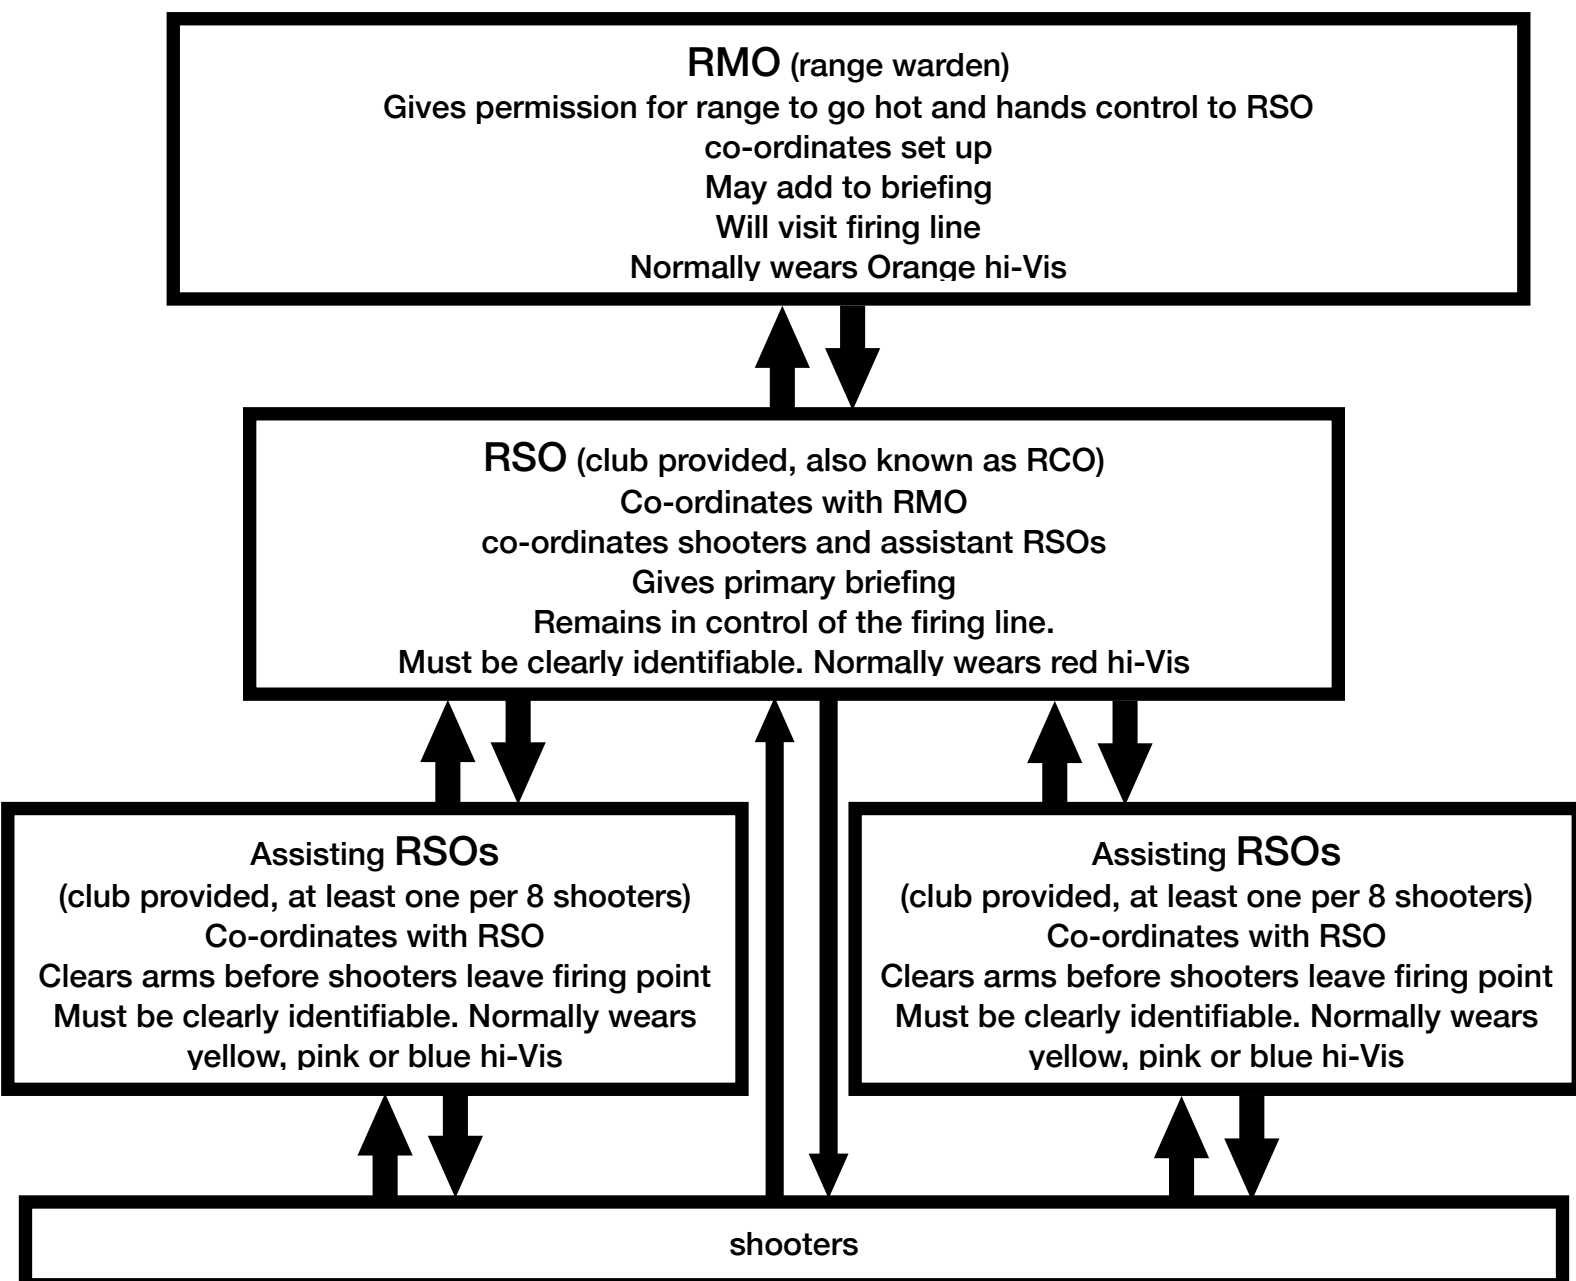 RMO (range warden)
Gives permission for range to go hot and hands control to RSO
co-ordinates set up
May add to briefing
Will visit firing line
Normally wears Orange hi-Vis
RSO (club provided, also known as RCO)
Co-ordinates with RMO
co-ordinates shooters and assistant RSOs
Gives primary briefing
Remains in control of the firing line.
Must be clearly identifiable. Normally wears red hi-Vis
Assisting RSOs
(club provided, at least one per 8 shooters)
Co-ordinates with RSO
Clears arms before shooters leave firing point
Must be clearly identifiable. Normally wears
yellow, pink or blue hi-Vis
Assisting RSOs
(club provided, at least one per 8 shooters)
Co-ordinates with RSO
Clears arms before shooters leave firing point
Must be clearly identifiable. Normally wears
yellow, pink or blue hi-Vis
shooters